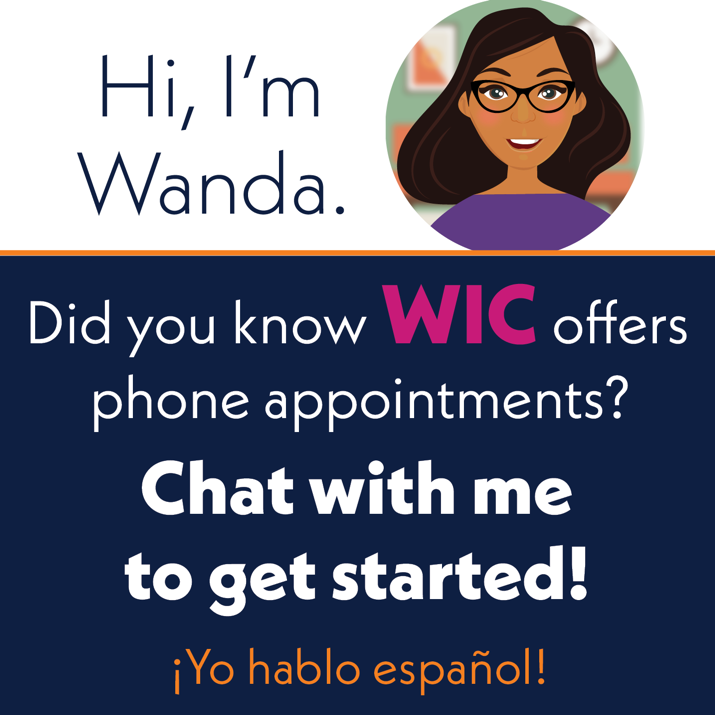 Hi, I'm
Wanda.
Did you know WIC offers
phone appointments?
Chat with me
to get started!
¡Yo hablo español!